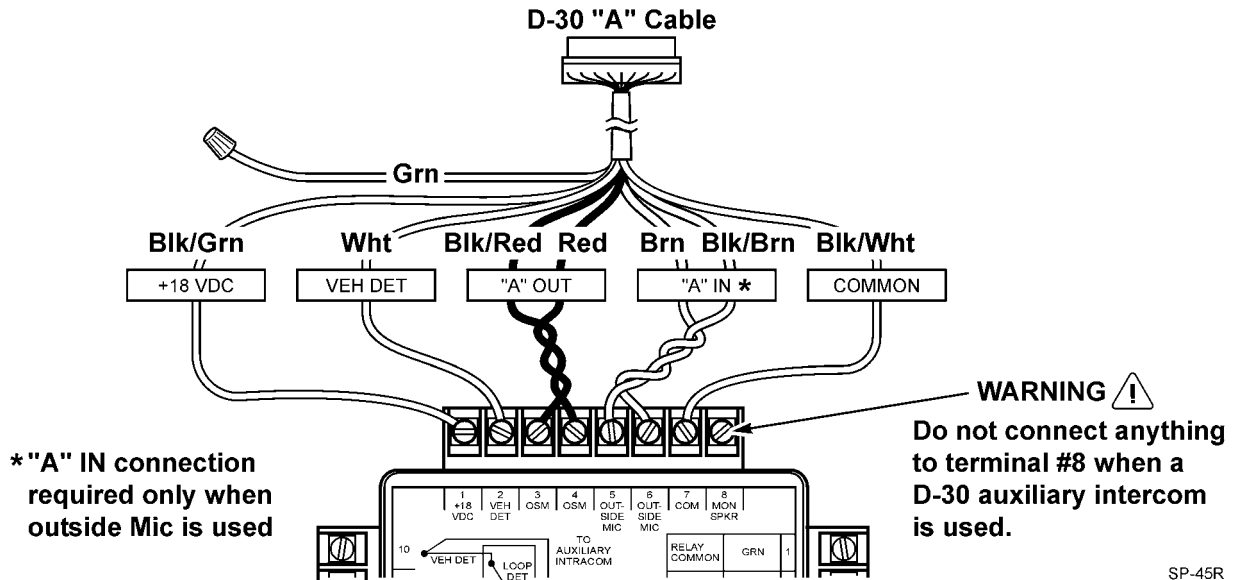 D-30 "A" Cable
Grn
Blk/Grn Wht Blk/Red Red Brn Blk/Brn Blk/Wht
+18 VDC VEH DET "A" OUT "A" IN * COMMON
WARNING !
Do not connect anything
to terminal #8 when a
D-30 auxiliary intercom
is used.
* "A" IN connection
required only when
outside Mic is used
1 2 3 4 5 6 7 8
+18 VEH OSM OSM OUT- OUT- COM MON
VDC DET SIDE SIDE SPKR
MIC MIC
TO
AUXILIARY
INTRACOM
10
VEH DET
LOOP
DET
RELAY
COMMON
GRN
1
SP-45R